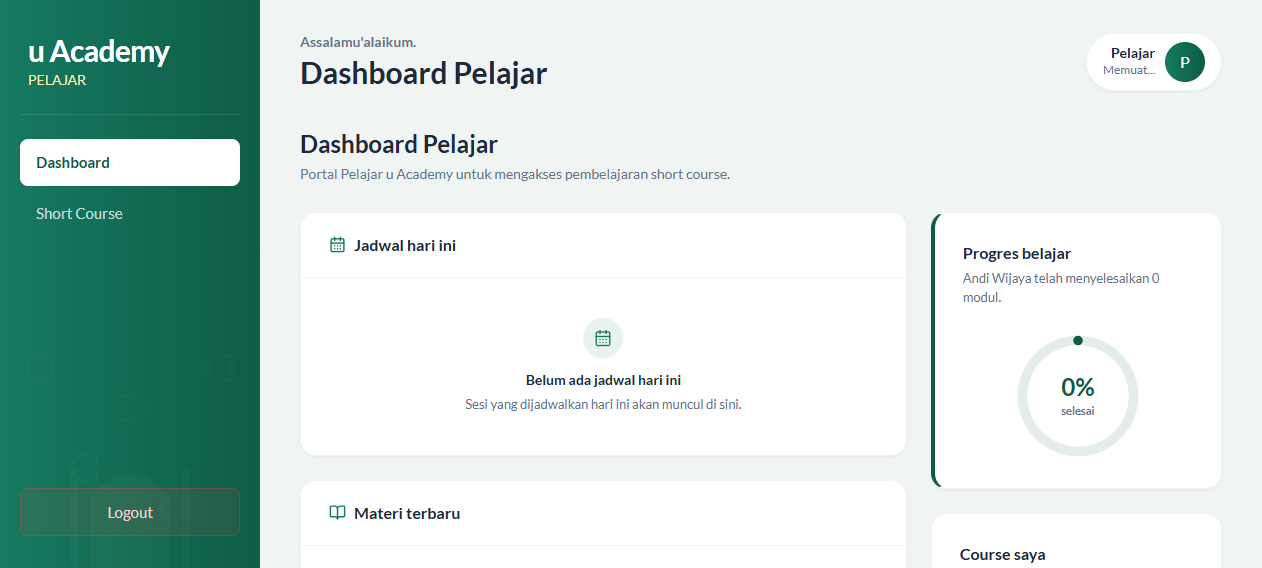 u Academy
PELAJAR
Dashboard
Short Course
Logout
Assalamu'alaikum.
Dashboard Pelajar
Pelajar
Memuat...
P
Dashboard Pelajar
Portal Pelajar u Academy untuk mengakses pembelajaran short course.
Jadwal hari ini
Belum ada jadwal hari ini
Sesi yang dijadwalkan hari ini akan muncul di sini.
Materi terbaru
Progres belajar
Andi Wijaya telah menyelesaikan 0
modul.
0%
selesai
Course saya